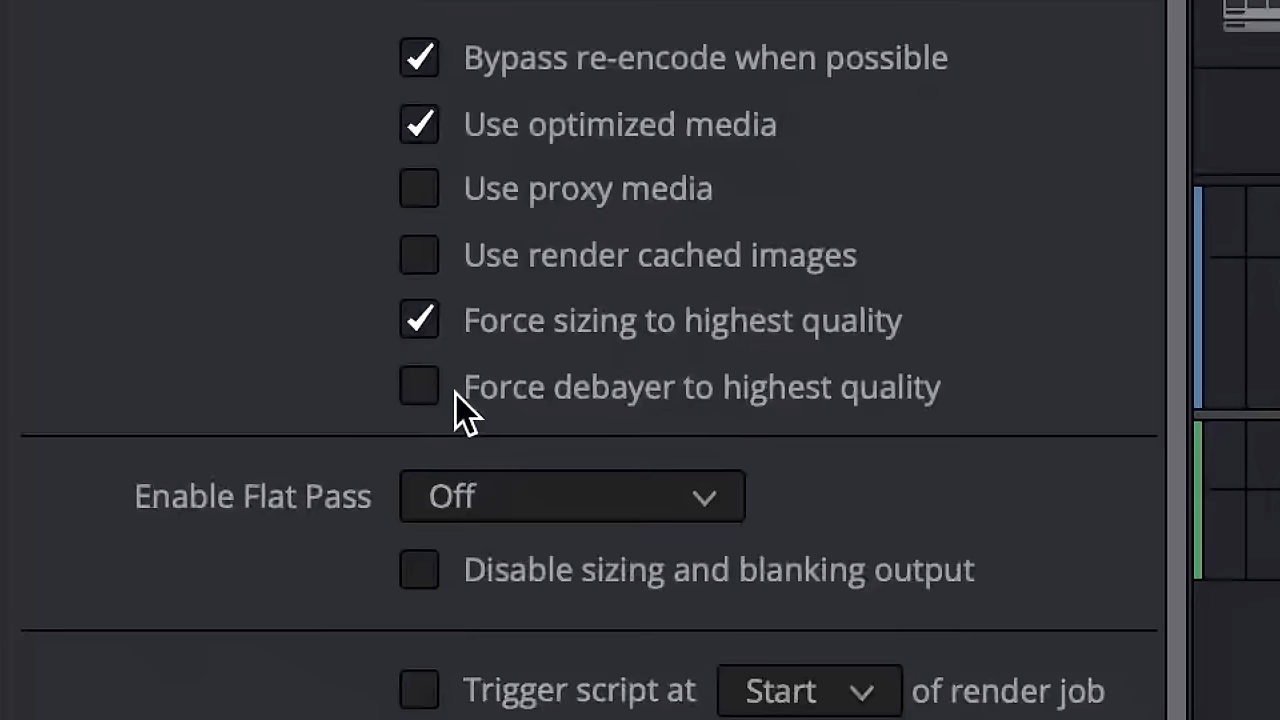 Bypass re-encode when possible
Use optimized media
Use proxy media
Use render cached images
Force sizing to highest quality
Force debayer to highest quality
Enable Flat Pass Off
Disable sizing and blanking output
Trigger script at Start of render job